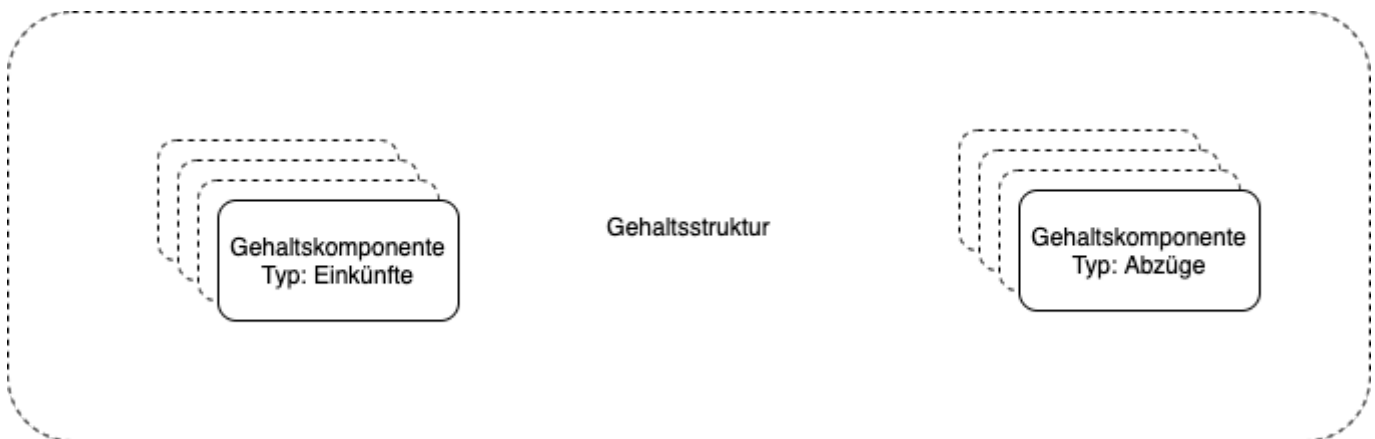 Gehaltskomponente
Typ: Einkünfte
Gehaltsstruktur
Gehaltskomponente
Typ: Abzüge